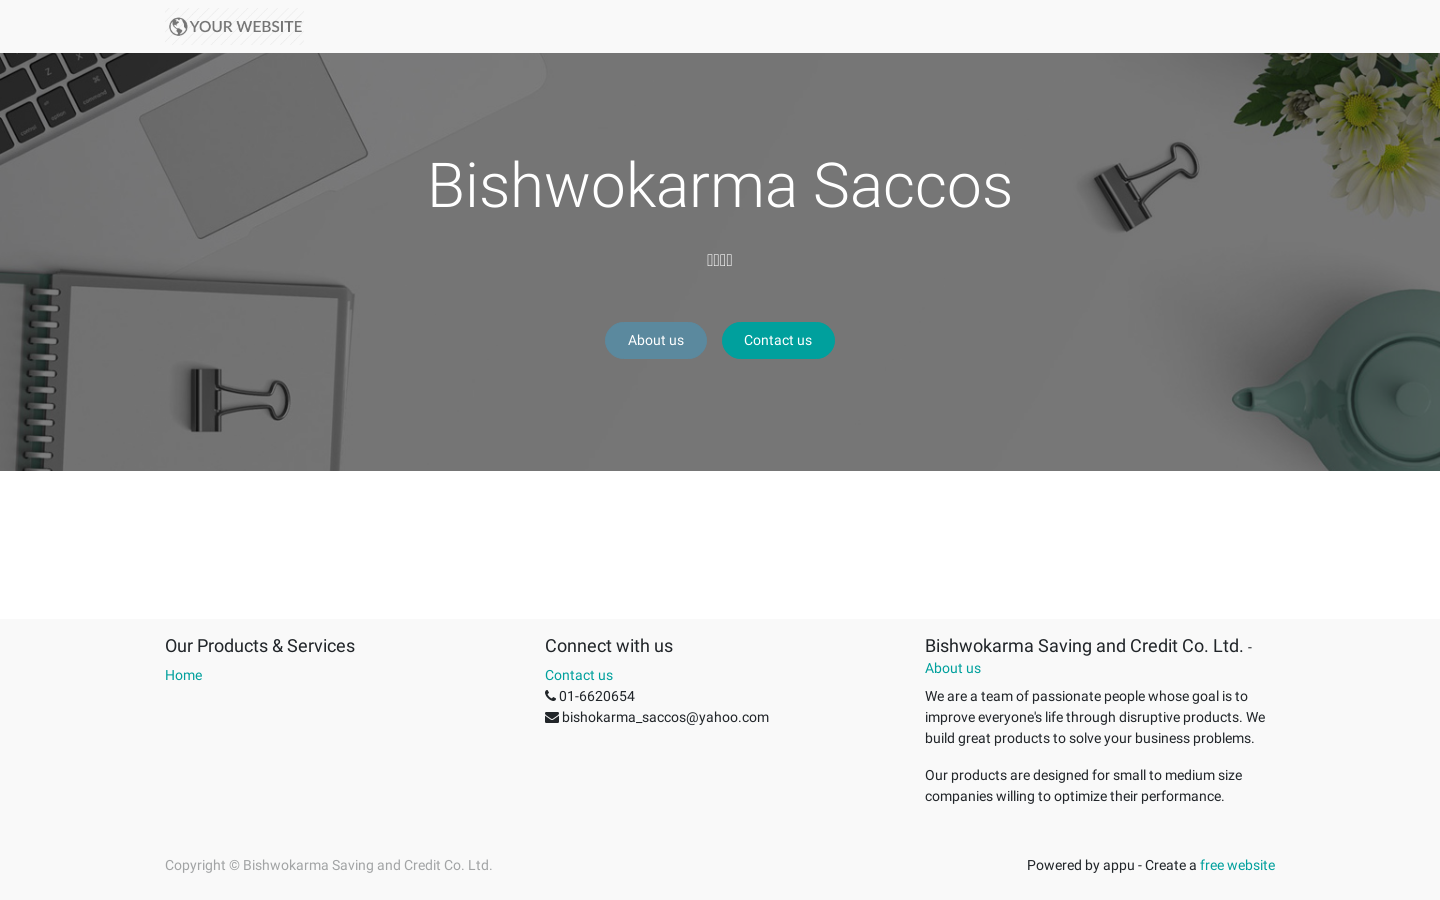 YOUR WEBSITE
Bishwokarma Saccos
About us
Contact us
Our Products & Services
Home
Connect with us
Contact us
01-6620654
bishokarma_saccos@yahoo.com
Bishwokarma Saving and Credit Co. Ltd. -
About us
We are a team of passionate people whose goal is to
improve everyone's life through disruptive products. We
build great products to solve your business problems.
Our products are designed for small to medium size
companies willing to optimize their performance.
Copyright © Bishwokarma Saving and Credit Co. Ltd.
Powered by appu - Create a free website